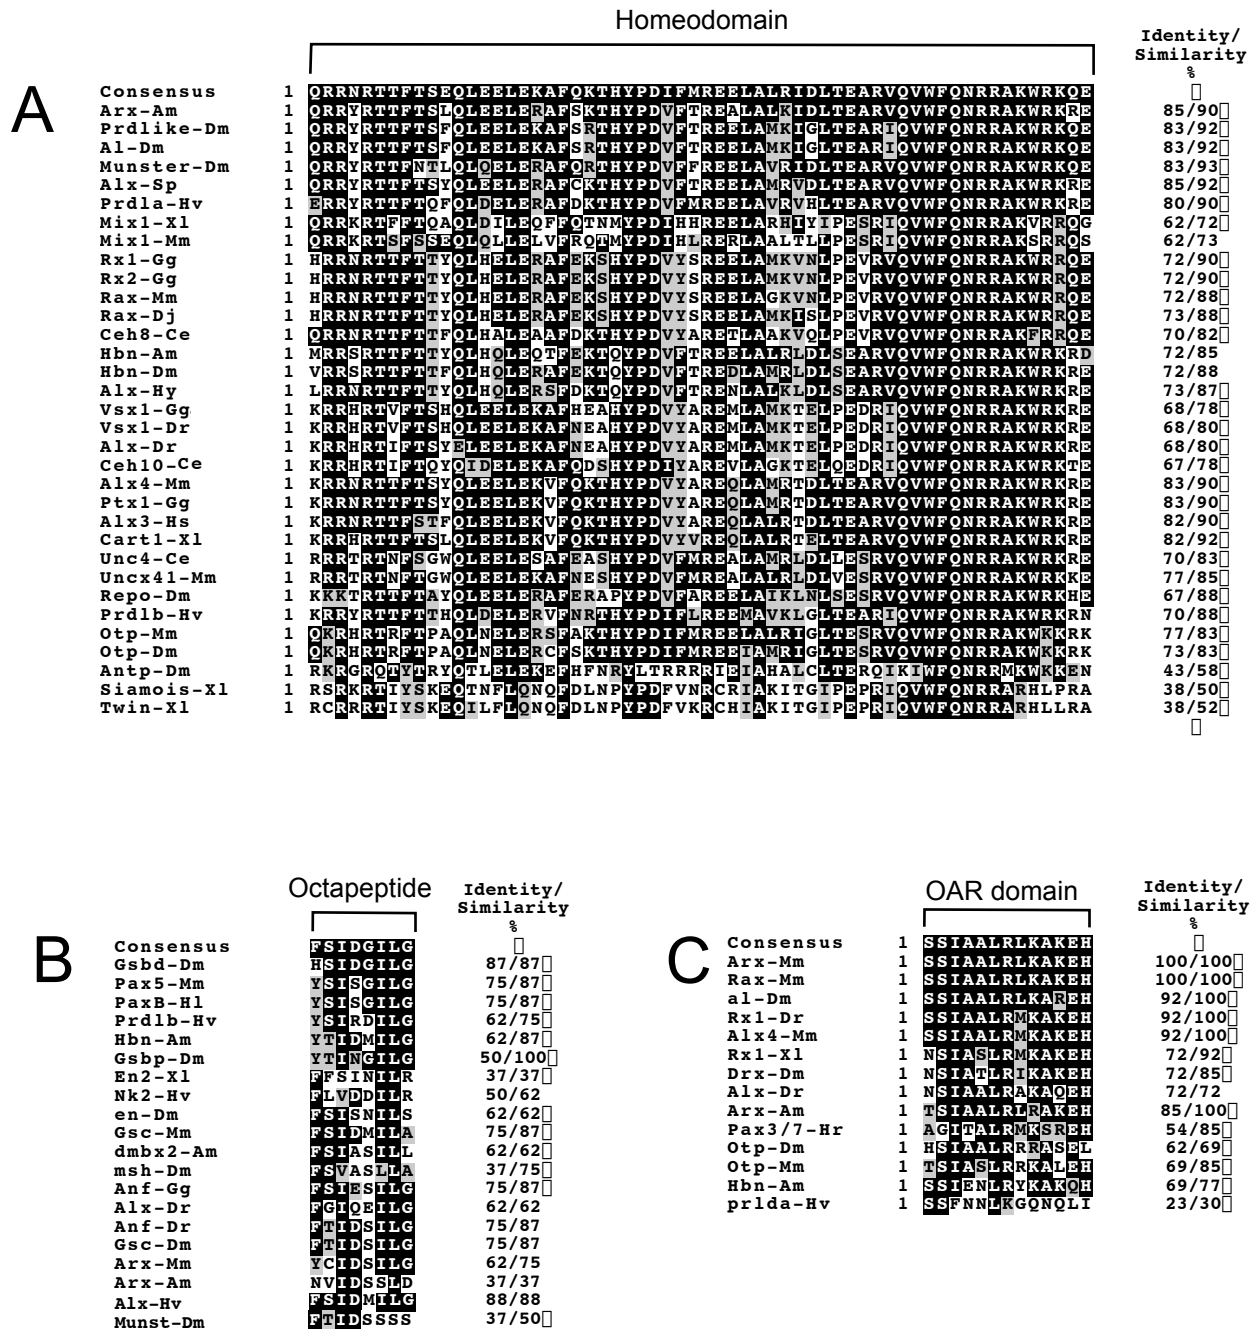 Homeodomain
Identity/
Similarity
%
A
Consensus 1 QRRNRTTFTSEQLEELEKAFQKTHYPDIFMREELALRIDLTEARVQVWFQNRRAKWRKQE
Arx-Am 1 QRRYRTTFTSLQLEELERAFSKTHYPDVFTREALALKIDLTEARVQVWFQNRRAKWRKRE 85/90
Prdlike-Dm 1 QRRYRTTFTSFQLEELEKAFSRTHYPDVFTREELAMKIGLTEARIQVWFQNRRAKWRKQE 83/92
Al-Dm 1 QRRYRTTFTSFQLEELEKAFSRTHYPDVFTREELAMKIGLTEARIQVWFQNRRAKWRKQE 83/92
Munster-Dm 1 QRRYRTTFNTLQLQELERAFQRTHYPDVFFREELAVRIDLTEARVQVWFQNRRAKWRKQE 83/93
Alx-Sp 1 QRRYRTTFTSYQLEELERAFCKTHYPDVFTREELAMRVDLTEARVQVWFQNRRAKWRKRE 85/92
Prdla-Hv 1 ERRYRTTFTQFQLDELERAFDKTHYPDVFMREELAVRVHLTEARVQVWFQNRRAKWRKRE 80/90
Mix1-Xl 1 QRRKRTFFTQAQLDILEQFFQTNMYPDIHHREELARHIYIPESRIQVWFQNRRAKVRRQG 62/72
Mix1-Mm 1 QRRKRTSFSSEQLQLLELVFRQTMYPDIHLRERLAALTLLPESRIQVWFQNRRAKSRRQS 62/73
Rx1-Gg 1 HRRNRTTFTTYQLHELERAFEKSHYPDVYSREELAMKVNLPEVRVQVWFQNRRAKWRRQE 72/90
Rx2-Gg 1 HRRNRTTFTTYQLHELERAFEKSHYPDVYSREELAMKVNLPEVRVQVWFQNRRAKWRRQE 72/90
Rax-Mm 1 HRRNRTTFTTYQLHELERAFEKSHYPDVYSREELAGKVNLPEVRVQVWFQNRRAKWRRQE 72/88
Rax-Dj 1 HRRNRTTFTTYQLHELERAFEKSHYPDVYSREELAMKISLPEVRVQVWFQNRRAKWRRQE 73/88
Ceh8-Ce 1 QRRNRTTFTTFQLHALEAAFDKTHYPDVYARETLAAKVQLPEVRVQVWFQNRRAKFRRQE 70/82
Hbn-Am 1 MRRSRTTFTTYQLHQLEQTFEKTQYPDVFTREELALRLDLSEARVQVWFQNRRAKWRKRD 72/85
Hbn-Dm 1 VRRSRTTFTTFQLHQLERAFEKTQYPDVFTREDLAMRLDLSEARVQVWFQNRRAKWRKRE 72/88
Alx-Hy 1 LRRNRTTFTTYQLHQLERSFDKTQYPDVFTRENLALKLDLSEARVQVWFQNRRAKWRKRE 73/87
Vsx1-Gg 1 KRRHRTVFTSHQLEELEKAFHEAHYPDVYAREMLAMKTELPEDRIQVWFQNRRAKWRKRE 68/78
Vsx1-Dr 1 KRRHRTVFTSHQLEELEKAFNEAHYPDVYAREMLAMKTELPEDRIQVWFQNRRAKWRKRE 68/80
Alx-Dr 1 KRRHRTIFTSYELEELEKAFNEAHYPDVYAREMLAMKTELPEDRIQVWFQNRRAKWRKRE 68/80
Ceh10-Ce 1 KRRHRTIFTQYQIDELEKAFQDSHYPDIYAREVLAGKTELQEDRIQVWFQNRRAKWRKTE 67/78
Alx4-Mm 1 KRRNRTTFTSYQLEELEKVFQKTHYPDVYAREQLAMRTDLTEARVQVWFQNRRAKWRKRE 83/90
Ptx1-Gg 1 KRRNRTTFTSYQLEELEKVFQKTHYPDVYAREQLAMRTDLTEARVQVWFQNRRAKWRKRE 83/90
Alx3-Hs 1 KRRNRTTFSTFQLEELEKVFQKTHYPDVYAREQLALRTDLTEARVQVWFQNRRAKWRKRE 82/90
Cart1-Xl 1 KRRHRTTFTSLQLEELEKVFQKTHYPDVYVREQLALRTELTEARVQVWFQNRRAKWRKRE 82/92
Unc4-Ce 1 RRRTRTNFSGWQLEELESAFEASHYPDVFMREALAMRLDLLESRVQVWFQNRRAKWRKRE 70/83
Uncx41-Mm 1 RRRTRTNFTGWQLEELEKAFNESHYPDVFMREALALRLDLVESRVQVWFQNRRAKWRKKE 77/85
Repo-Dm 1 KKKTRTTFTAYQLEELERAFERAPYPDVFAREELAIKLNLSESRVQVWFQNRRAKWRKHE 67/88
Prdlb-Hv 1 KRRYRTTFTTHQLDELERVFRRTHYPDIFLREEMAVKLGLTEARIQVWFQNRRAKWRKRN 70/88
Otp-Mm 1 QKRHRTRFTPAQLNELERSFAKTHYPDIFMREELALRIGLTESRVQVWFQNRRAKWKKRK 77/83
Otp-Dm 1 QKRHRTRFTPAQLNELERCFSKTHYPDIFMREEIAMRIGLTESRVQVWFQNRRAKWKKRK 73/83
Antp-Dm 1 RKRGRQTYTRYQTLELEKEFHFNRYLTRRRRIEIAHALCLTERQIKIWFQNRRMKWKKEN 43/58
Siamois-Xl 1 RSRKRTIYSKEQTNFLQNQFDLNPYPDFVNRCRIAKITGIPEPRIQVWFQNRRARHLPRA 38/50
Twin-Xl 1 RCRRRTIYSKEQILFLQNQFDLNPYPDFVKRCHIAKITGIPEPRIQVWFQNRRARHLLRA 38/52
Octapeptide
Identity/
Similarity
%
B
Consensus FSIDGILG
Gsbd-Dm HSIDGILG 87/87
Pax5-Mm YSISGILG 75/87
PaxB-Hl YSISGILG 75/87
Prdlb-Hv YSIRDILG 62/75
Hbn-Am YTIDMILG 62/87
Gsbp-Dm YTINGILG 50/100
En2-Xl FFSINILR 37/37
Nk2-Hv FLVDDILR 50/62
en-Dm FSISNILS 62/62
Gsc-Mm FSIDMILA 75/87
dmbx2-Am FSIASILL 62/62
msh-Dm FSVASLLA 37/75
Anf-Gg FSIESILG 75/87
Alx-Dr FGIQEILG 62/62
Anf-Dr FTIDSILG 75/87
Gsc-Dm FTIDSILG 75/87
Arx-Mm YCIDSILG 62/75
Arx-Am NVIDSSLD 37/37
Alx-Hv FSIDMILG 88/88
Munst-Dm FTIDSSSS 37/50
OAR domain
Identity/
Similarity
%
C
Consensus 1 SSIAALRLKAKEH
Arx-Mm 1 SSIAALRLKAKEH 100/100
Rax-Mm 1 SSIAALRLKAKEH 100/100
al-Dm 1 SSIAALRLKAREH 92/100
Rx1-Dr 1 SSIAALRMKAKEH 92/100
Alx4-Mm 1 SSIAALRMKAKEH 92/100
Rx1-Xl 1 NSIASLRMKAKEH 72/92
Drx-Dm 1 NSIATLRIKAKEH 72/85
Alx-Dr 1 NSIAALRAKAQEH 72/72
Arx-Am 1 TSIAALRLRAKEH 85/100
Pax3/7-Hr 1 AGITALRMKSREH 54/85
Otp-Dm 1 HSIAALRRRASEL 62/69
Otp-Mm 1 TSIASLRRKALEH 69/85
Hbn-Am 1 SSIENLRYKAKQH 69/77
prlda-Hv 1 SSFNNLKGQNQLI 23/30